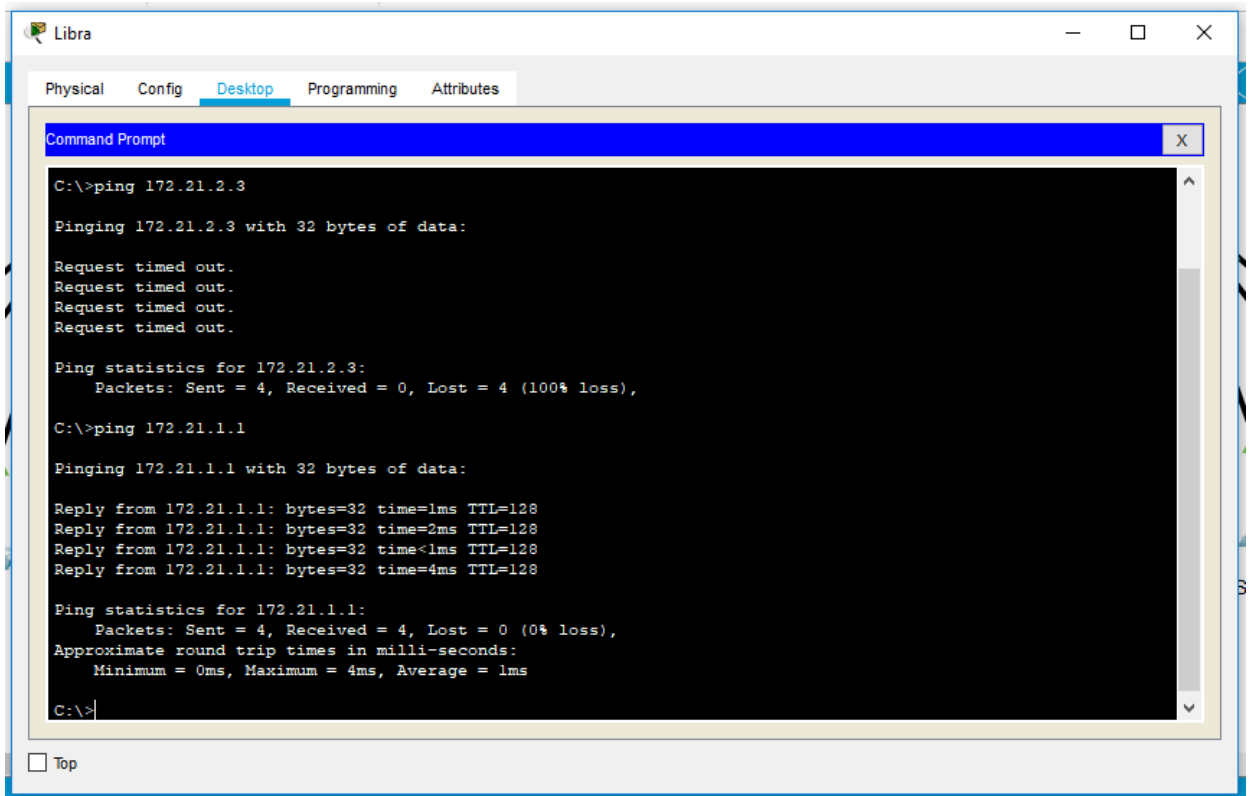 Libra
Physical Config Desktop Programming Attributes
Command Prompt
X
C:\>ping 172.21.2.3
Pinging 172.21.2.3 with 32 bytes of data:
Request timed out.
Request timed out.
Request timed out.
Request timed out.
Ping statistics for 172.21.2.3:
Packets: Sent = 4, Received = 0, Lost = 4 (100% loss),
C:\>ping 172.21.1.1
Pinging 172.21.1.1 with 32 bytes of data:
Reply from 172.21.1.1: bytes=32 time=1ms TTL=128
Reply from 172.21.1.1: bytes=32 time=2ms TTL=128
Reply from 172.21.1.1: bytes=32 time<1ms TTL=128
Reply from 172.21.1.1: bytes=32 time=4ms TTL=128
Ping statistics for 172.21.1.1:
Packets: Sent = 4, Received = 4, Lost = 0 (0% loss),
Approximate round trip times in milli-seconds:
Minimum = 0ms, Maximum = 4ms, Average = 1ms
C:\>
Top